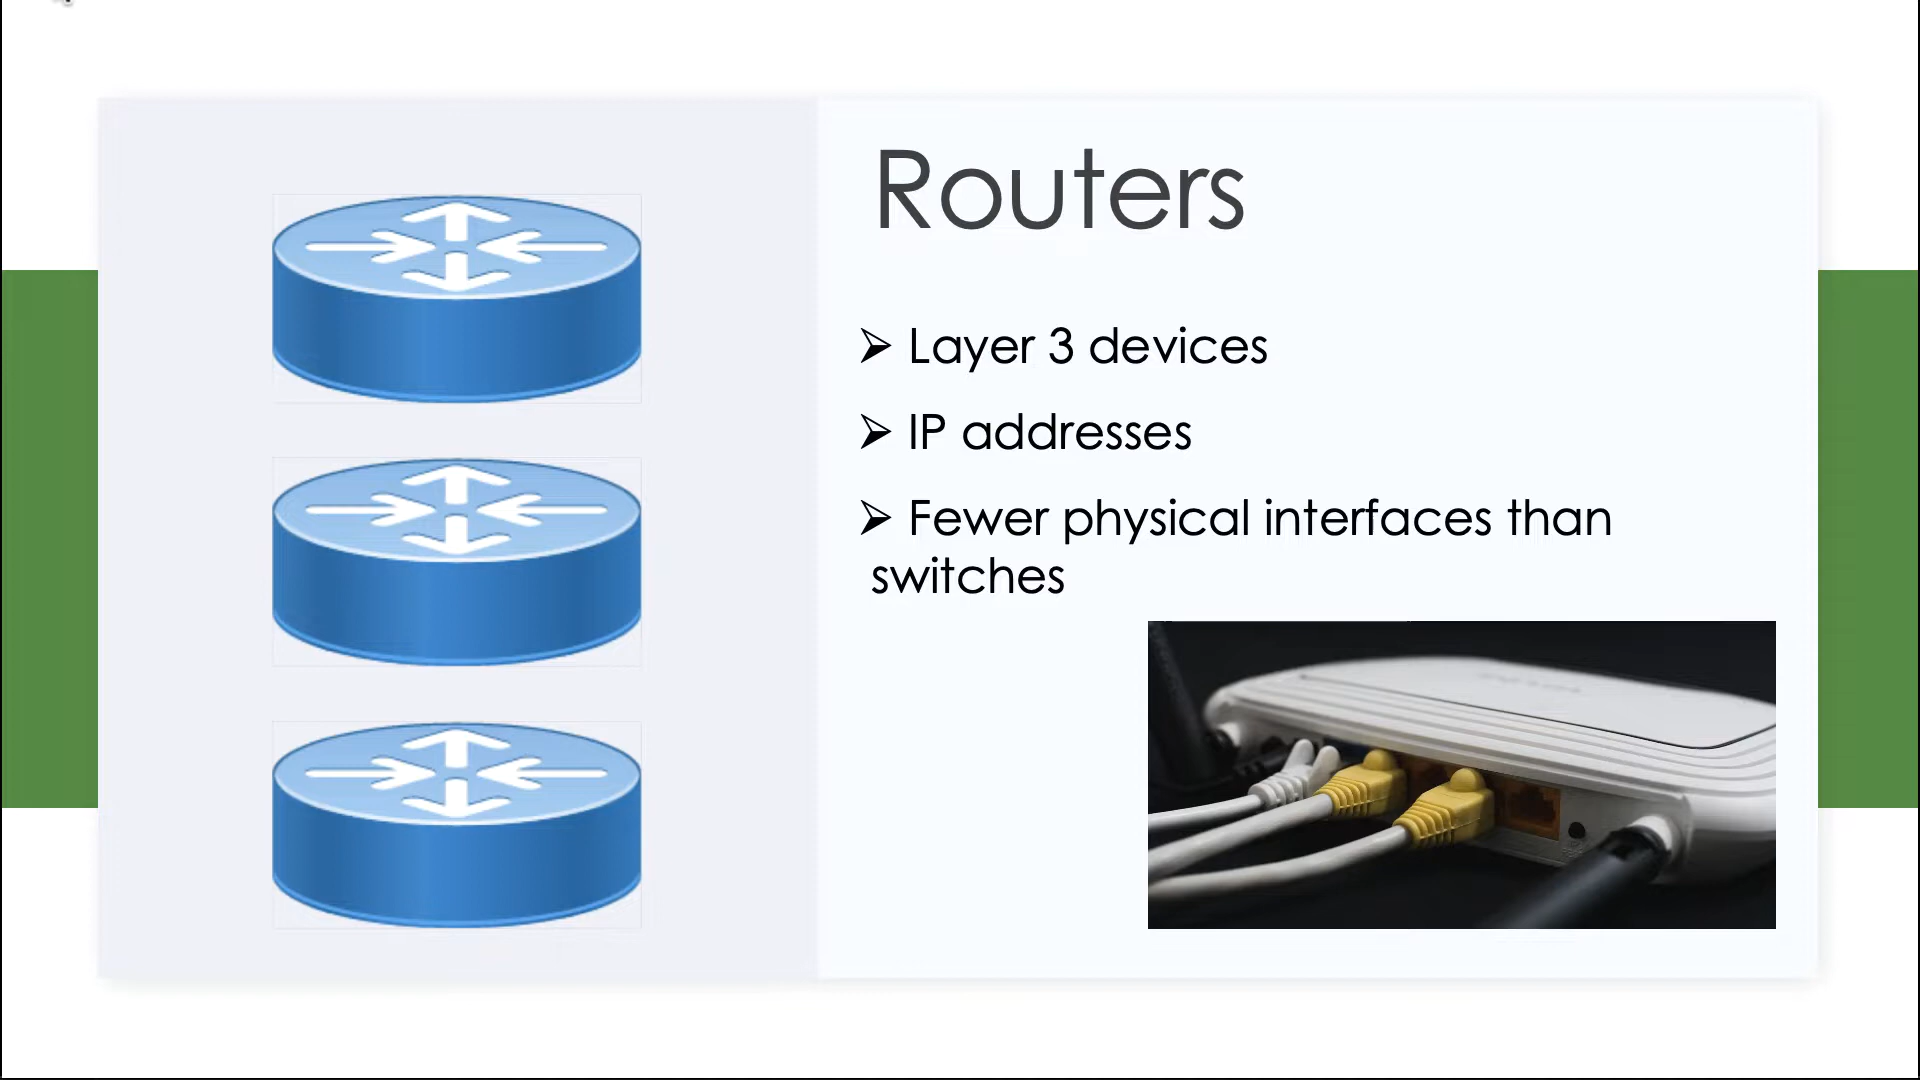 Routers
➢ Layer 3 devices
➢ IP addresses
➢ Fewer physical interfaces than
switches